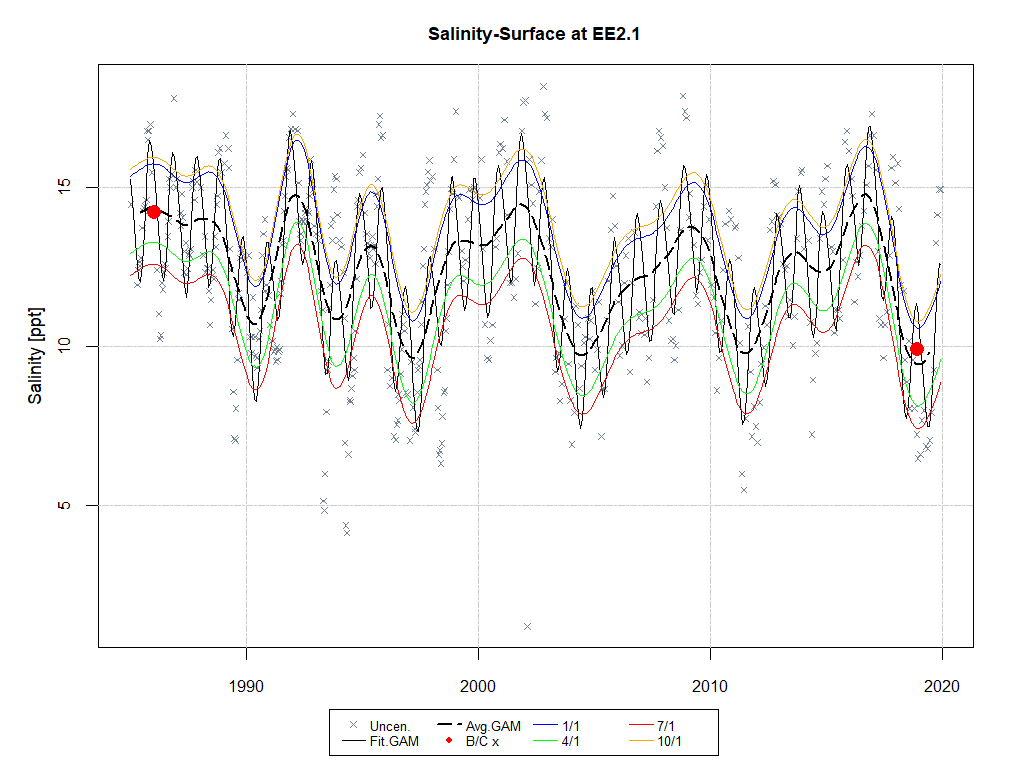 Salinity-Surface at EE2.1
Salinity [ppt]
15
10
5
1990 2000 2010 2020
Uncen. Avg.GAM 1/1 7/1
Fit.GAM B/C x 4/1 10/1